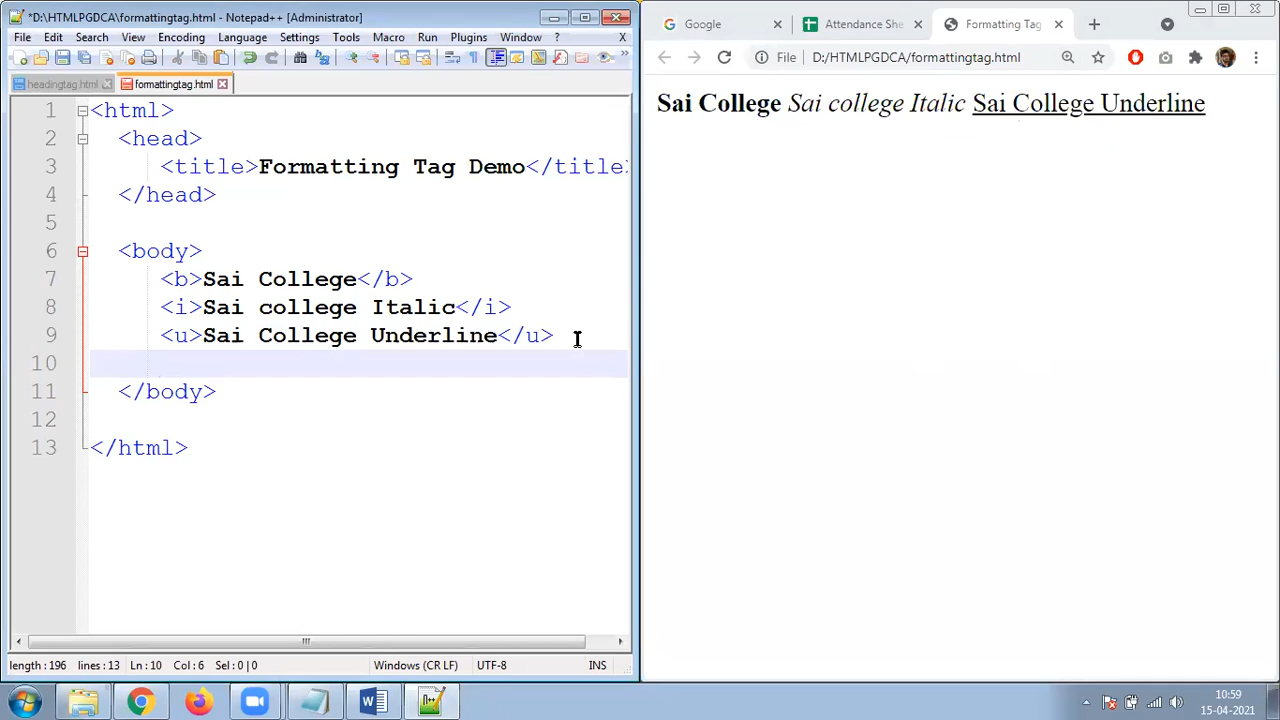 *D:\HTMLPGDCA\formattingtag.html - Notepad++ [Administrator]
File Edit Search View Encoding Language Settings Tools Macro Run Plugins Window ? X
headingtag.html formattingtag.html
1 <html>
2 <head>
3 <title>Formatting Tag Demo</title>
4 </head>
5
6 <body>
7 <b>Sai College</b>
8 <i>Sai college Italic</i>
9 <u>Sai College Underline</u>
10
11 </body>
12
13 </html>
length : 196 lines : 13 Ln : 10 Col : 6 Sel : 0 | 0 Windows (CR LF) UTF-8 INS
Google Attendance She Formatting Tag
File D:/HTMLPGDCA/formattingtag.html
Sai College Sai college Italic Sai College Underline
10:59
15-04-2021